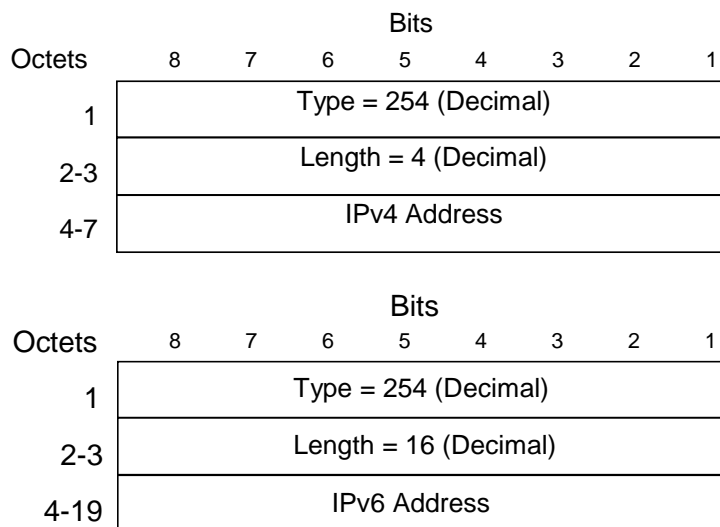 Bits
Octets 8 7 6 5 4 3 2 1
1 Type = 254 (Decimal)
2-3 Length = 4 (Decimal)
4-7 IPv4 Address
Bits
Octets 8 7 6 5 4 3 2 1
1 Type = 254 (Decimal)
2-3 Length = 16 (Decimal)
4-19 IPv6 Address